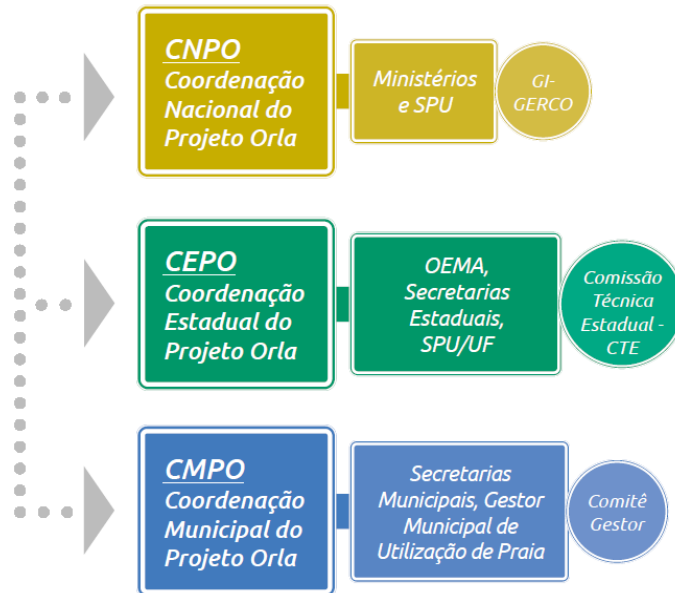 CNPO
Coordenação
Nacional do
Projeto Orla
Ministérios
e SPU
GI-
GERCO
CEPO
Coordenação
Estadual do
Projeto Orla
OEMA,
Secretarias
Estaduais,
SPU/UF
Comissão
Técnica
Estadual -
CTE
CMPO
Coordenação
Municipal do
Projeto Orla
Secretarias
Municipais, Gestor
Municipal de
Utilização de Praia
Comitê
Gestor